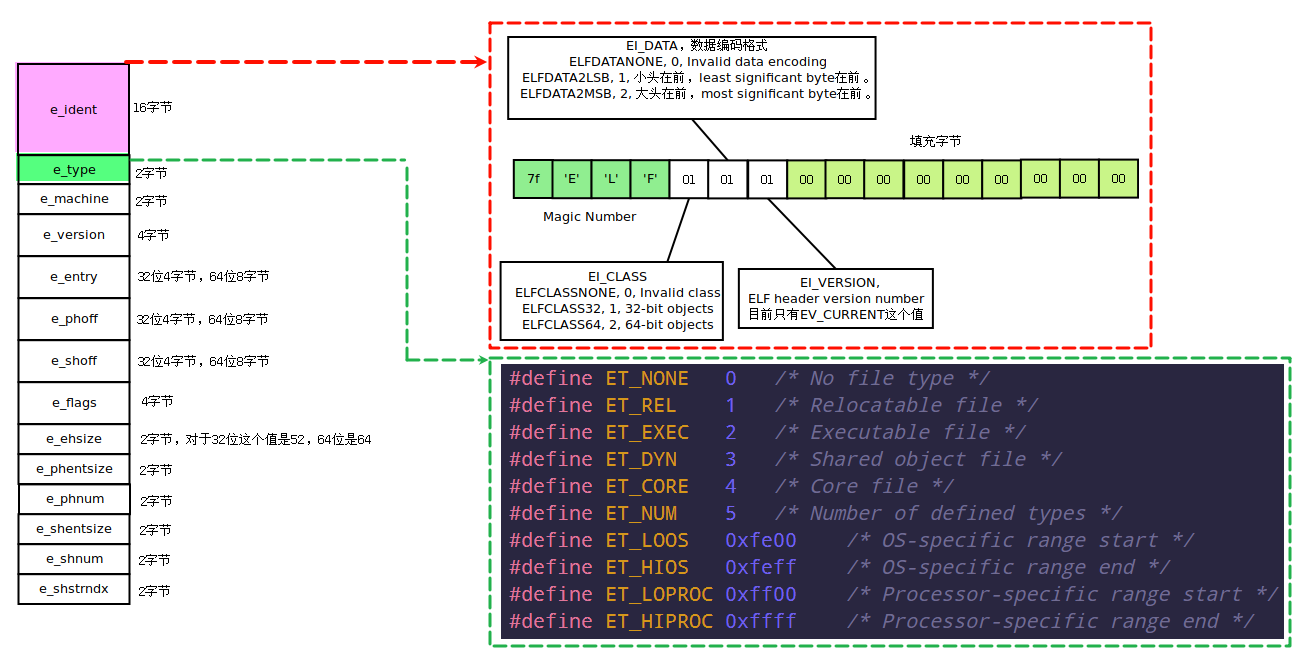 e_ident
16字节
e_type
2字节
e_machine
2字节
e_version
4字节
e_entry
32位4字节，64位8字节
e_phoff
32位4字节，64位8字节
e_shoff
32位4字节，64位8字节
e_flags
4字节
e_ehsize
2字节，对于32位这个值是52，64位是64
e_phentsize
2字节
e_phnum
2字节
e_shentsize
2字节
e_shnum
2字节
e_shstrndx
2字节
EI_DATA，数据编码格式
ELFDATANONE, 0, Invalid data encoding
ELFDATA2LSB, 1, 小头在前，least significant byte在前。
ELFDATA2MSB, 2, 大头在前，most significant byte在前。
填充字节
7f 'E' 'L' 'F' 01 01 01 00 00 00 00 00 00 00 00 00
Magic Number
EI_CLASS
ELFCLASSNONE, 0, Invalid class
ELFCLASS32, 1, 32-bit objects
ELFCLASS64, 2, 64-bit objects
EI_VERSION,
ELF header version number
目前只有EV_CURRENT这个值
#define ET_NONE 0 /* No file type */
#define ET_REL 1 /* Relocatable file */
#define ET_EXEC 2 /* Executable file */
#define ET_DYN 3 /* Shared object file */
#define ET_CORE 4 /* Core file */
#define ET_NUM 5 /* Number of defined types */
#define ET_LOOS 0xfe00 /* OS-specific range start */
#define ET_HIOS 0xfeff /* OS-specific range end */
#define ET_LOPROC 0xff00 /* Processor-specific range start */
#define ET_HIPROC 0xffff /* Processor-specific range end */